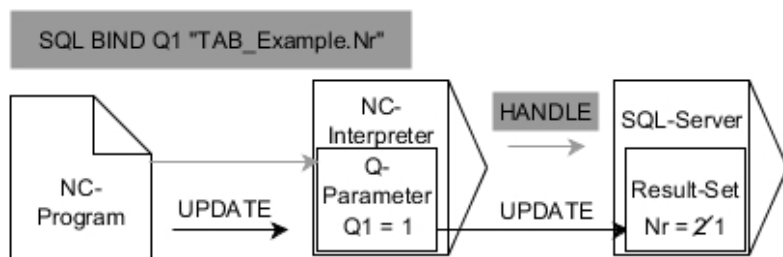 SQL BIND Q1 "TAB_Example.Nr"
NC-
Program
UPDATE
NC-
Interpreter
Q-
Parameter
Q1 = 1
HANDLE
UPDATE
SQL-Server
Result-Set
Nr = 2 1